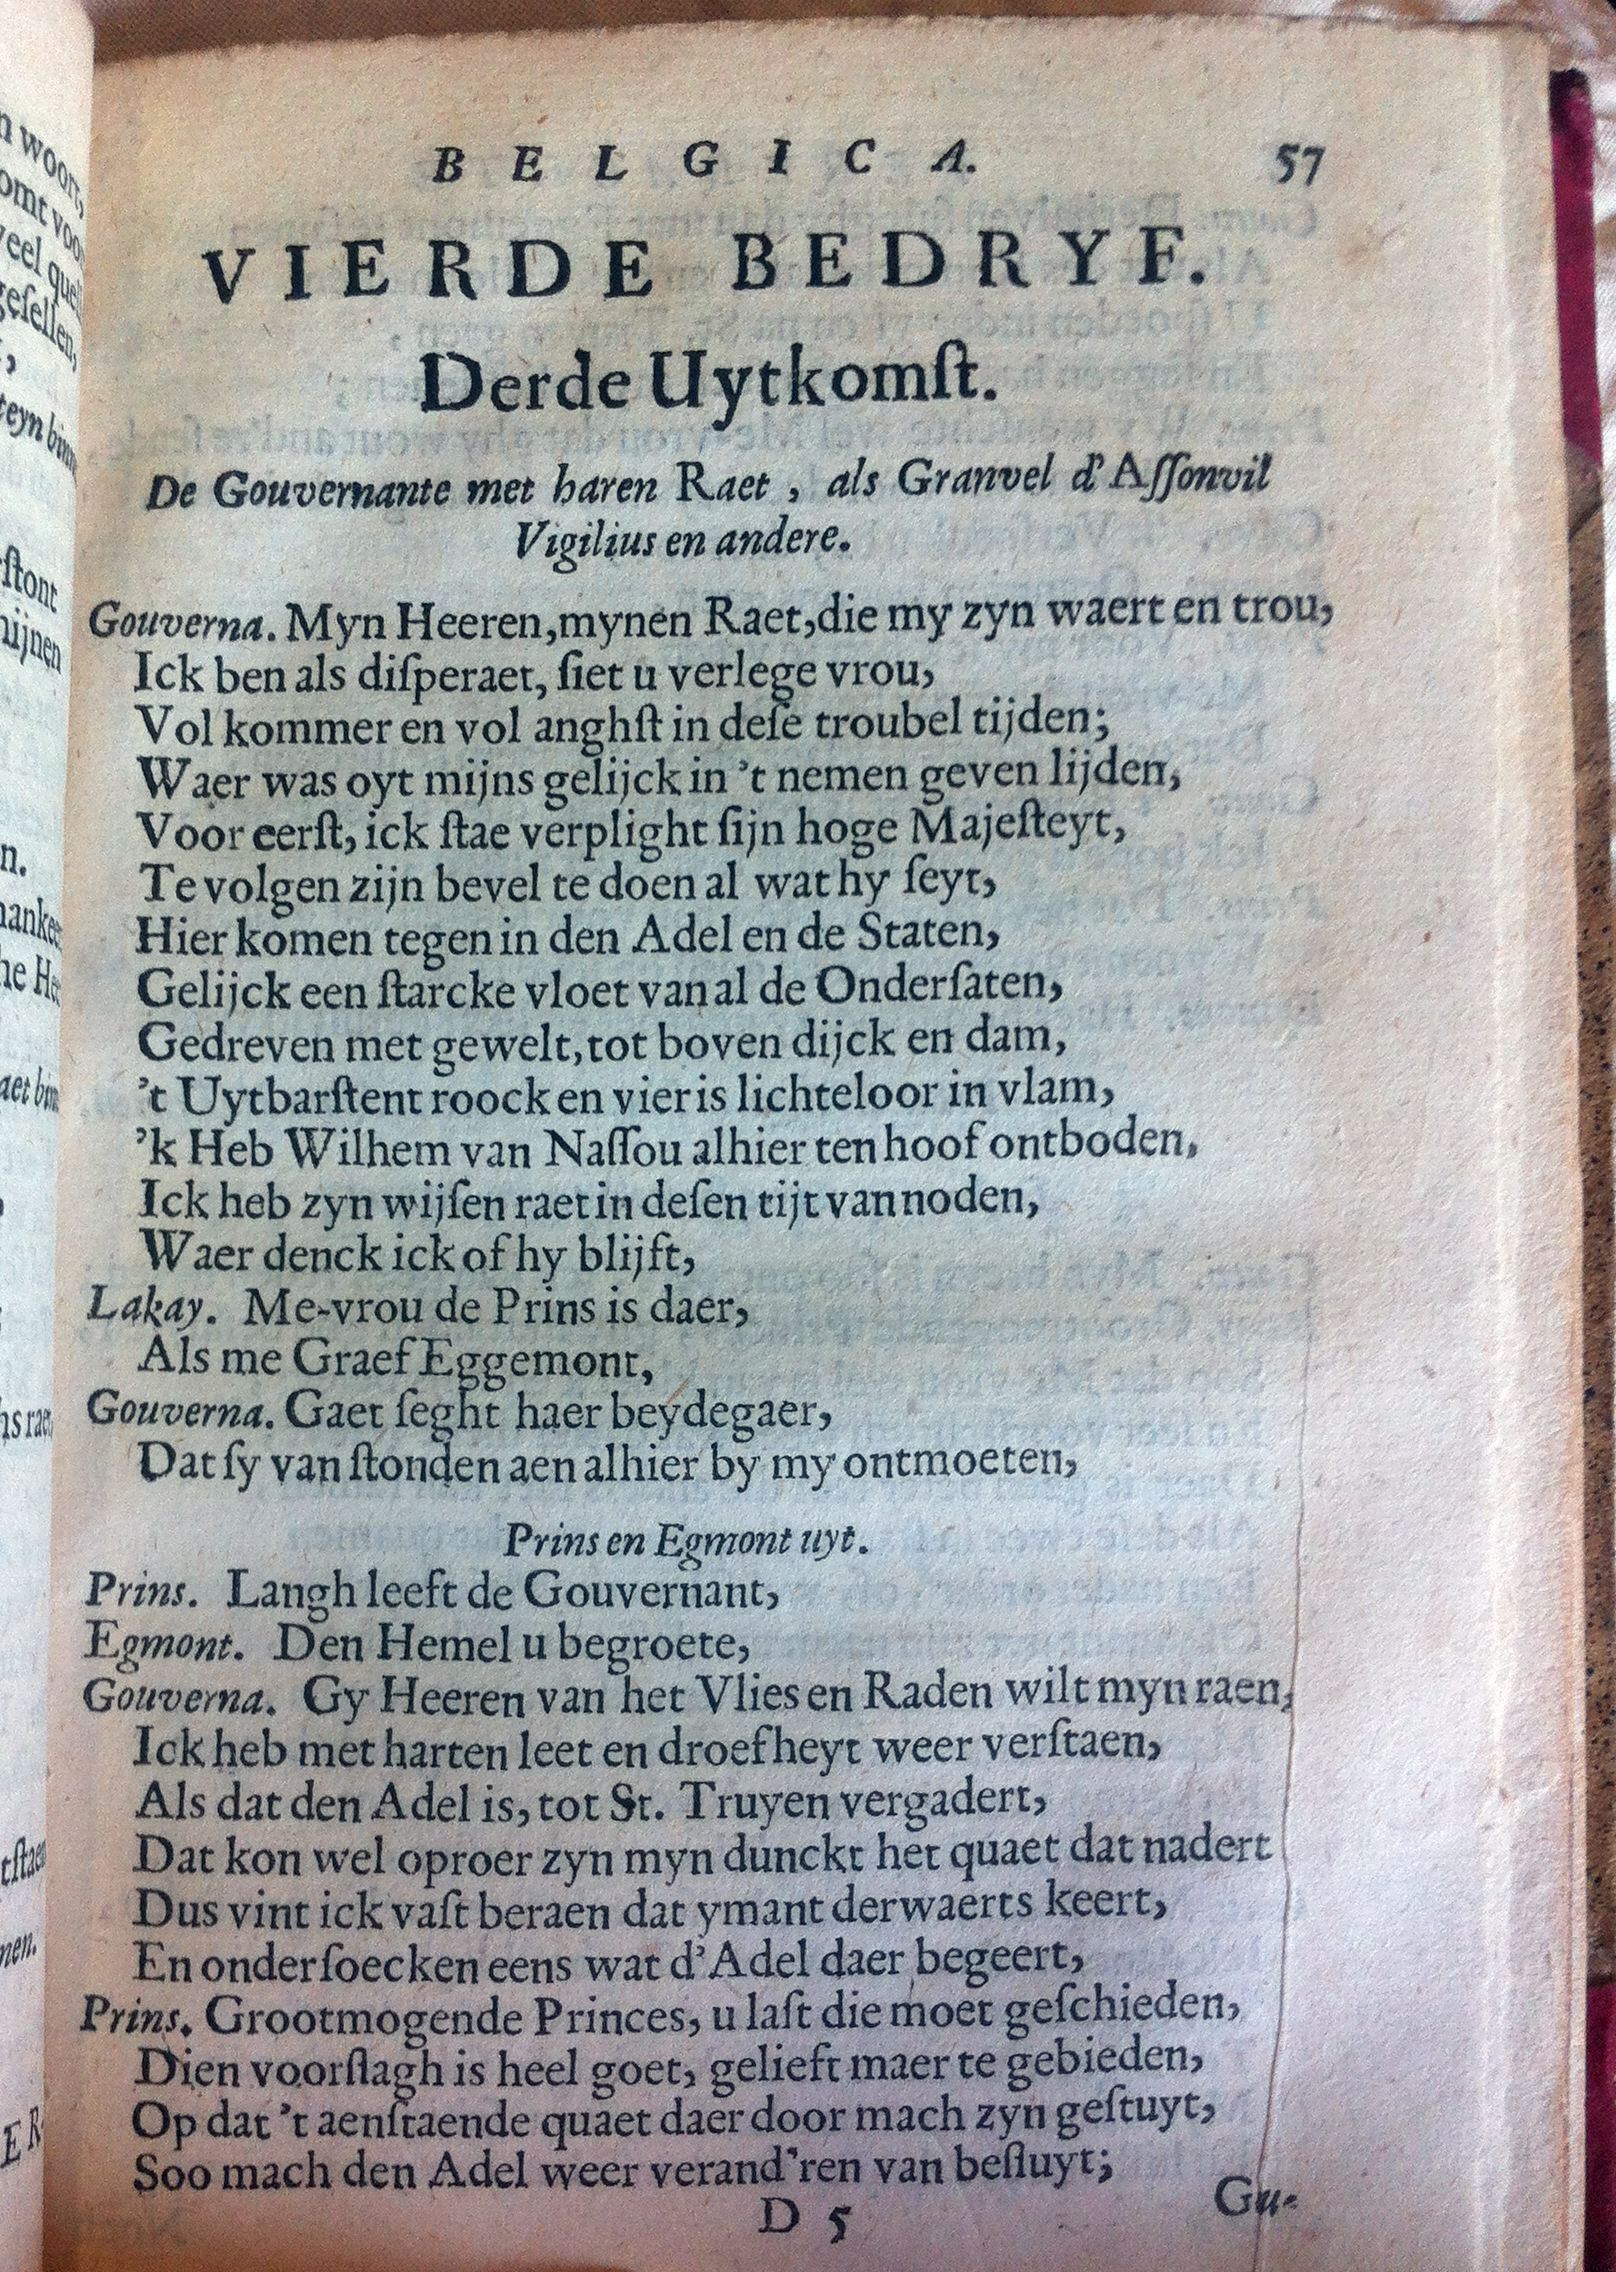 BELGICA. 57
VIERDE BEDRYF.
Derde Uytkomſt.
De Gouvernante met haren Raet, als Granvel d'Aſſonvil
Vigilius en andere.
Gouverna. Myn Heeren, mynen Raet, die my zyn waert en trou,
Ick ben als diſperaet, ſiet u verlege vrou,
Vol kommer en vol anghſt in deſe troubel tijden;
Waer was oyt mijns gelijck in 't nemen geven lijden,
Voor eerſt, ick ſtae verplight ſijn hoge Majeſteyt,
Te volgen zijn bevel te doen al wat hy ſeyt,
Hier komen tegen in den Adel en de Staten,
Gelijck een ſtarcke vloet van al de Onderſaten,
Gedreven met gewelt, tot boven dijck en dam,
't Uytbarſtent roock en vier is lichteloor in vlam,
'k Heb Wilhem van Naſſou alhier ten hoof ontboden,
Ick heb zyn wijſen raet in deſen tijt van noden,
Waer denck ick of hy blijft,
Lakay. Me-vrou de Prins is daer,
Als me Graef Eggemont,
Gouverna. Gaet ſeght haer beydegaer,
Dat ſy van ſtonden aen alhier by my ontmoeten,
Prins en Egmont uyt.
Prins. Langh leeft de Gouvernant,
Egmont. Den Hemel u begroete,
Gouverna. Gy Heeren van het Vlies en Raden wilt myn raen,
Ick heb met harten leet en droefheyt weer verſtaen,
Als dat den Adel is, tot St. Truyen vergadert,
Dat kon wel oproer zyn myn dunckt het quaet dat nadert
Dus vint ick vaſt beraen dat ymant derwaerts keert,
En onderſoecken eens wat d'Adel daer begeert,
Prins. Grootmogende Princes, u laſt die moet geſchieden,
Dien voorſlagh is heel goet, gelieft maer te gebieden,
Op dat 't aenſtaende quaet daer door mach zyn geſtuyt,
Soo mach den Adel weer verand'ren van beſluyt;
D 5 Gu-